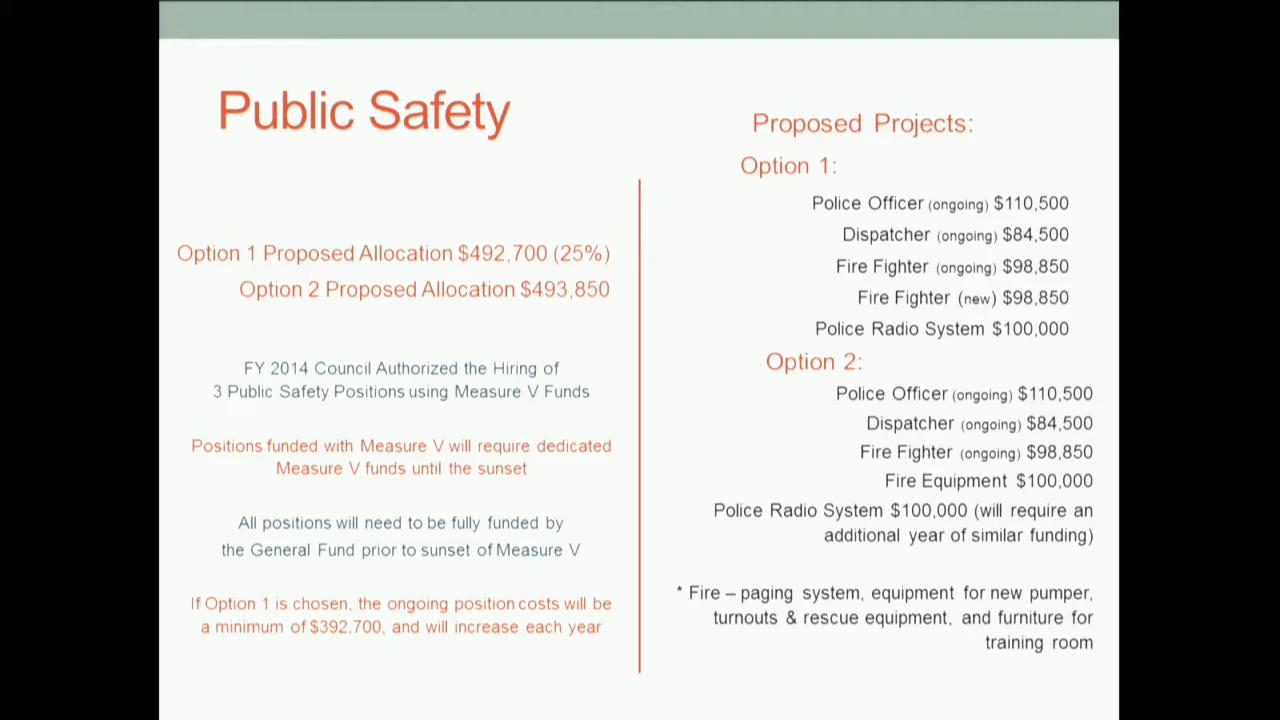 Public Safety
Option 1 Proposed Allocation $492,700 (25%)
Option 2 Proposed Allocation $493,850
FY 2014 Council Authorized the Hiring of
3 Public Safety Positions using Measure V Funds
Positions funded with Measure V will require dedicated
Measure V funds until the sunset
All positions will need to be fully funded by
the General Fund prior to sunset of Measure V
If Option 1 is chosen, the ongoing position costs will be
a minimum of $392,700, and will increase each year
Proposed Projects:
Option 1:
Police Officer (ongoing) $110,500
Dispatcher (ongoing) $84,500
Fire Fighter (ongoing) $98,850
Fire Fighter (new) $98,850
Police Radio System $100,000
Option 2:
Police Officer (ongoing) $110,500
Dispatcher (ongoing) $84,500
Fire Fighter (ongoing) $98,850
Fire Equipment $100,000
Police Radio System $100,000 (will require an
additional year of similar funding)
* Fire – paging system, equipment for new pumper,
turnouts & rescue equipment, and furniture for
training room